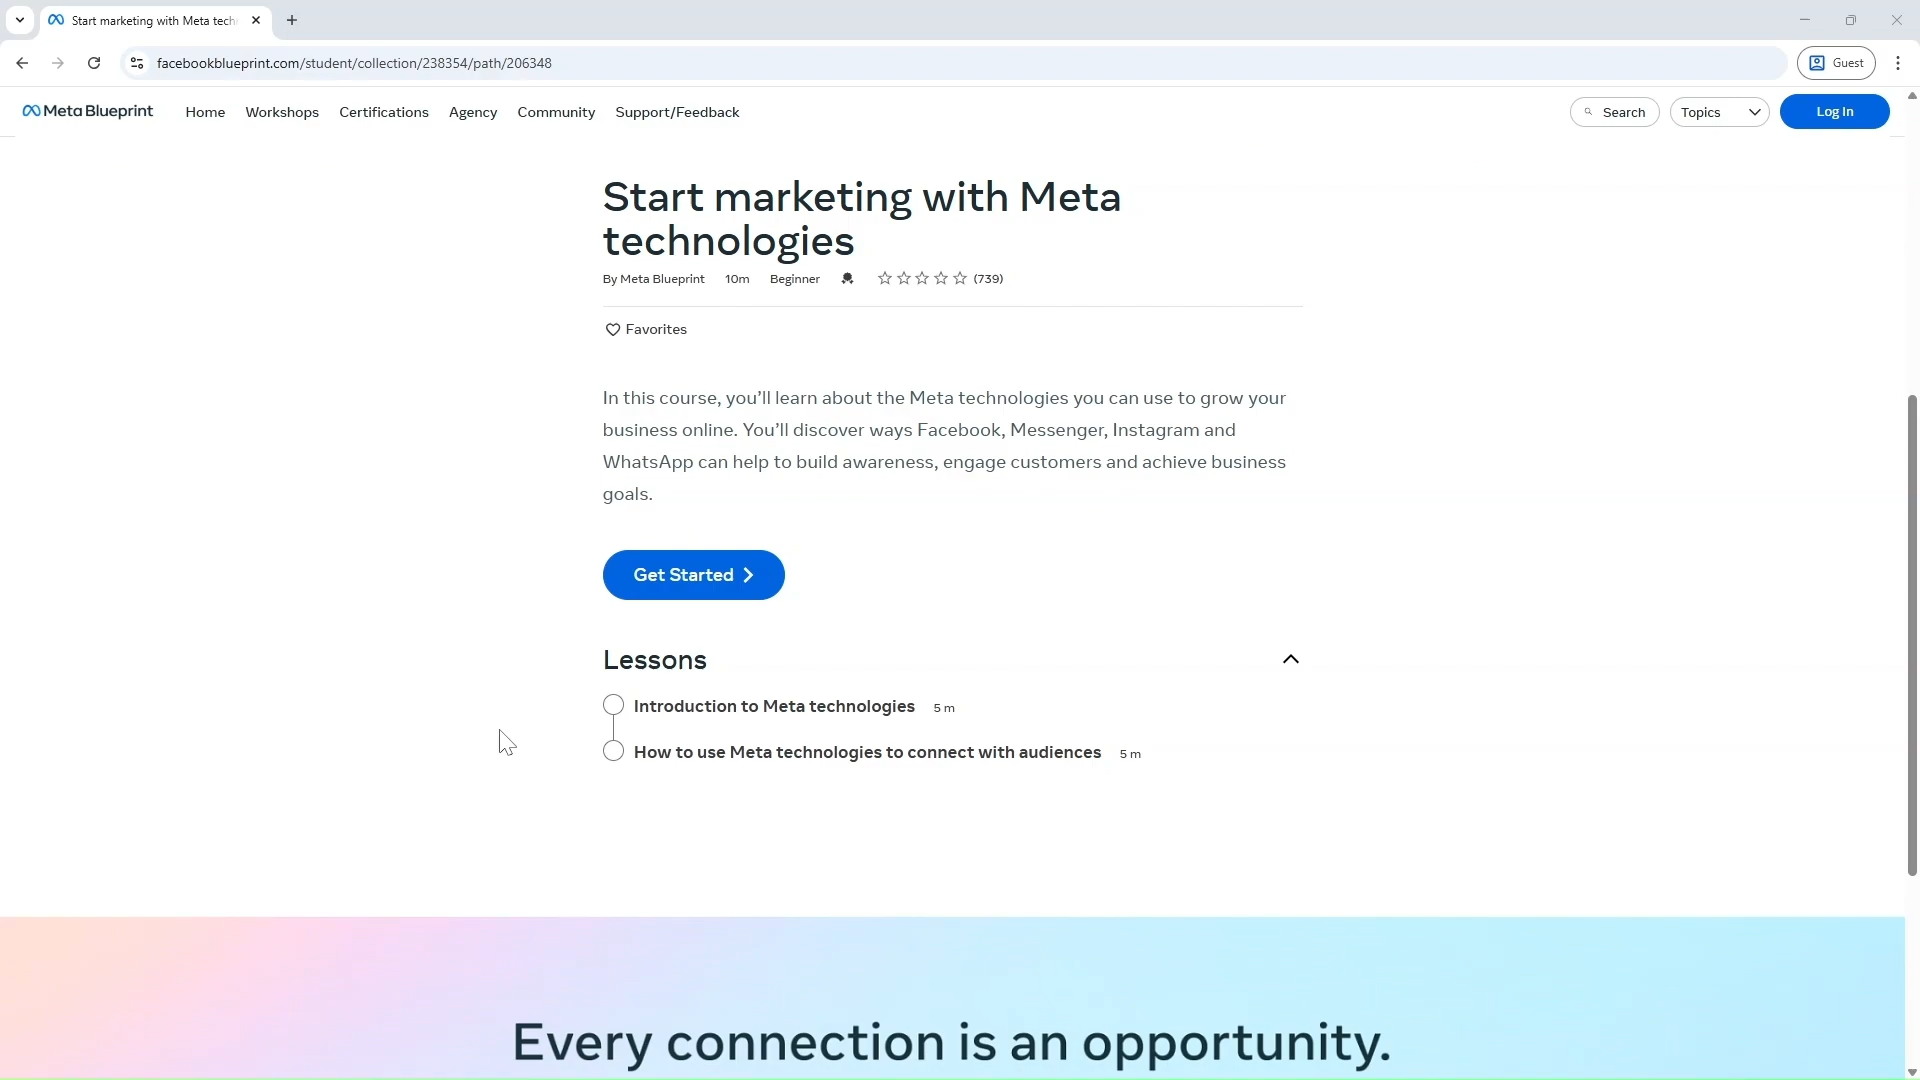 Start marketing with Meta tech
facebookblueprint.com/student/collection/238354/path/206348
Guest
Meta Blueprint
Home
Workshops
Certifications
Agency
Community
Support/Feedback
Search
Topics
Log In
Start marketing with Meta
technologies
By Meta Blueprint 10m Beginner (739)
Favorites
In this course, you’ll learn about the Meta technologies you can use to grow your
business online. You’ll discover ways Facebook, Messenger, Instagram and
WhatsApp can help to build awareness, engage customers and achieve business
goals.
Get Started
Lessons
Introduction to Meta technologies 5 m
How to use Meta technologies to connect with audiences 5 m
Every connection is an opportunity.